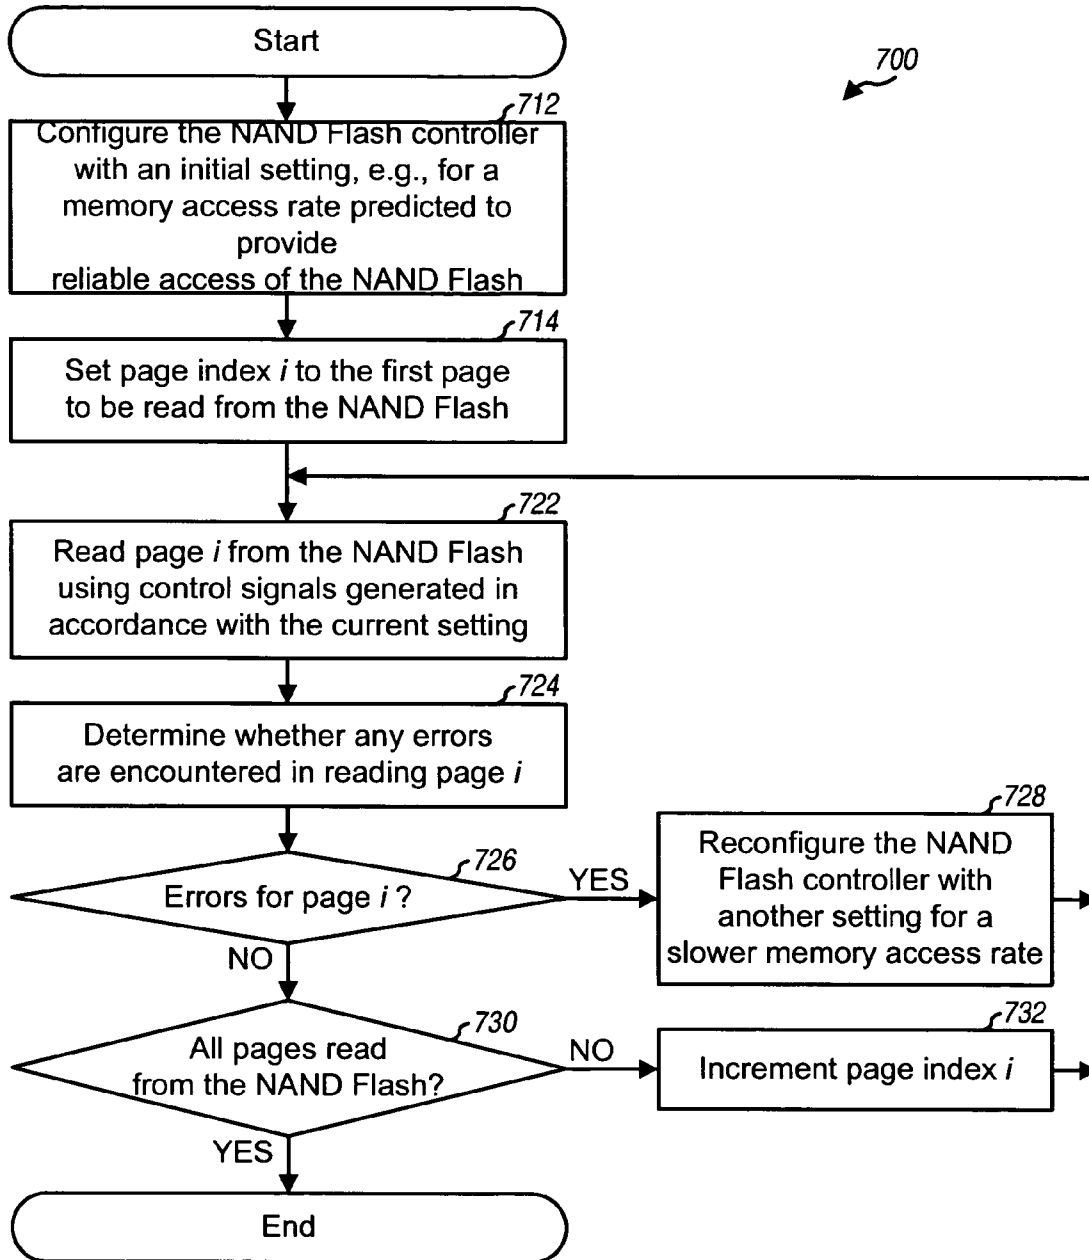 Start
700
712
Configure the NAND Flash controller
with an initial setting, e.g., for a
memory access rate predicted to
provide
reliable access of the NAND Flash
714
Set page index i to the first page
to be read from the NAND Flash
722
Read page i from the NAND Flash
using control signals generated in
accordance with the current setting
724
Determine whether any errors
are encountered in reading page i
726
Errors for page i ?
YES
728
Reconfigure the NAND
Flash controller with
another setting for a
slower memory access rate
NO
730
All pages read
from the NAND Flash?
NO
732
Increment page index i
YES
End